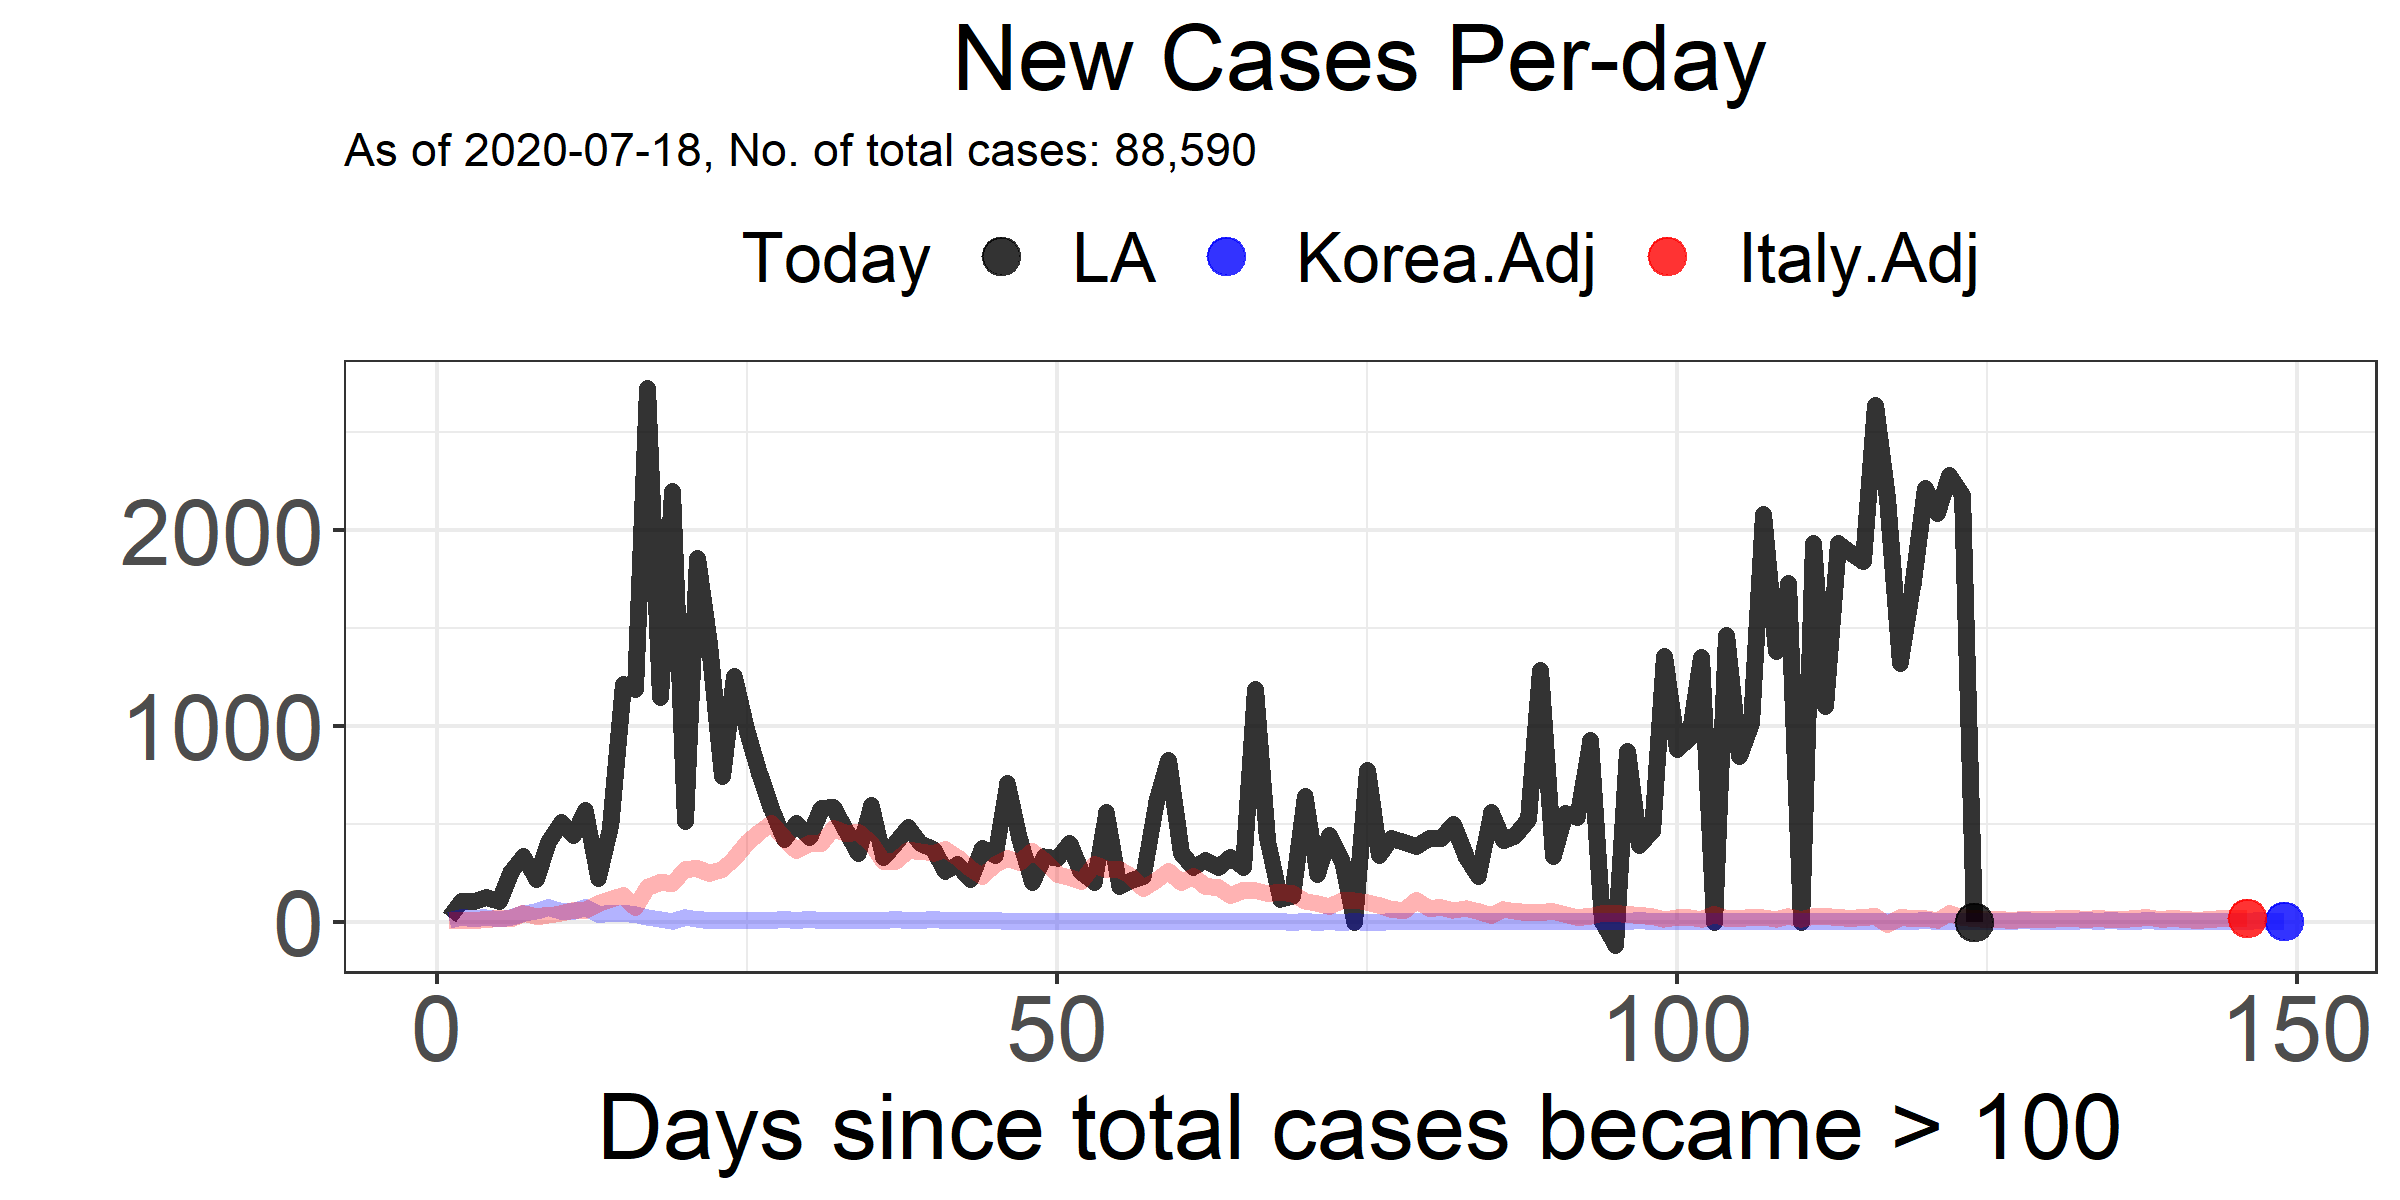 New Cases Per-day
As of 2020-07-18, No. of total cases: 88,590
Today LA Korea.Adj Italy.Adj
2000
1000
0
0 50 100 150
Days since total cases became > 100